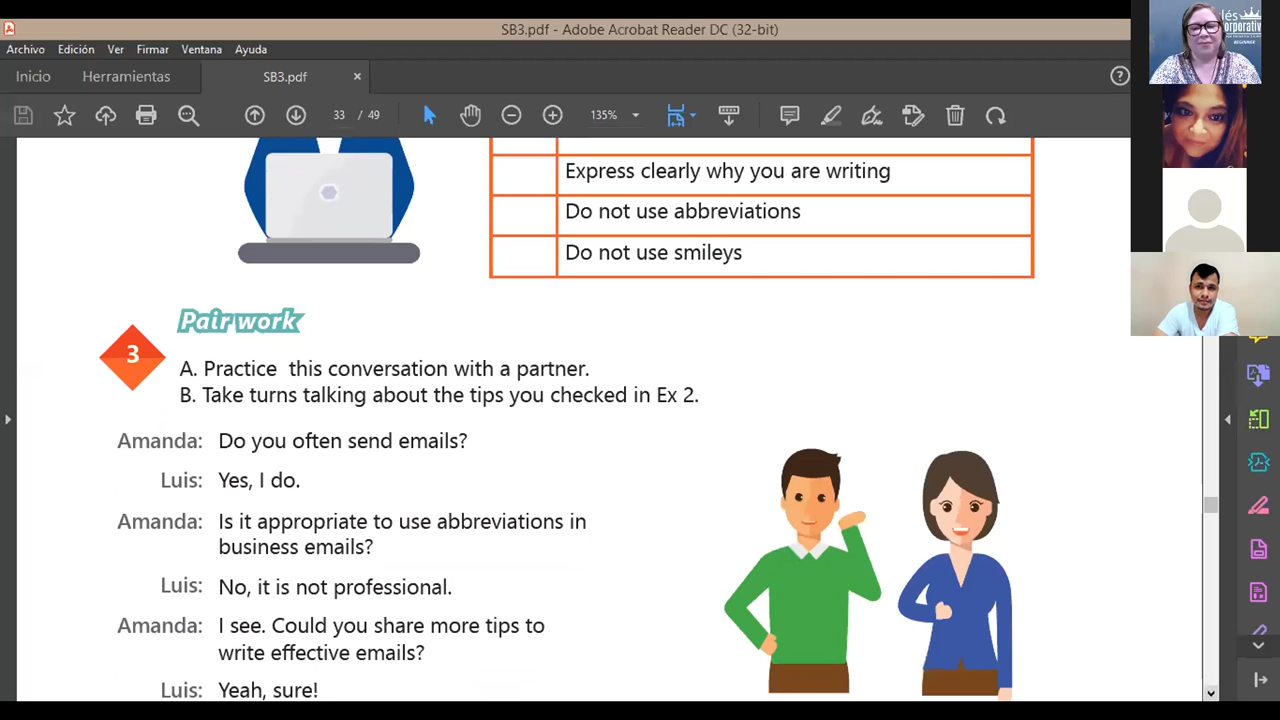 SB3.pdf - Adobe Acrobat Reader DC (32-bit)
Archivo Edición Ver Firmar Ventana Ayuda
Inicio Herramientas SB3.pdf ×
33 / 49 135%
Express clearly why you are writing
Do not use abbreviations
Do not use smileys
Pair work
3
A. Practice this conversation with a partner.
B. Take turns talking about the tips you checked in Ex 2.
Amanda: Do you often send emails?
Luis: Yes, I do.
Amanda: Is it appropriate to use abbreviations in
business emails?
Luis: No, it is not professional.
Amanda: I see. Could you share more tips to
write effective emails?
Luis: Yeah, sure!
BEGINNER